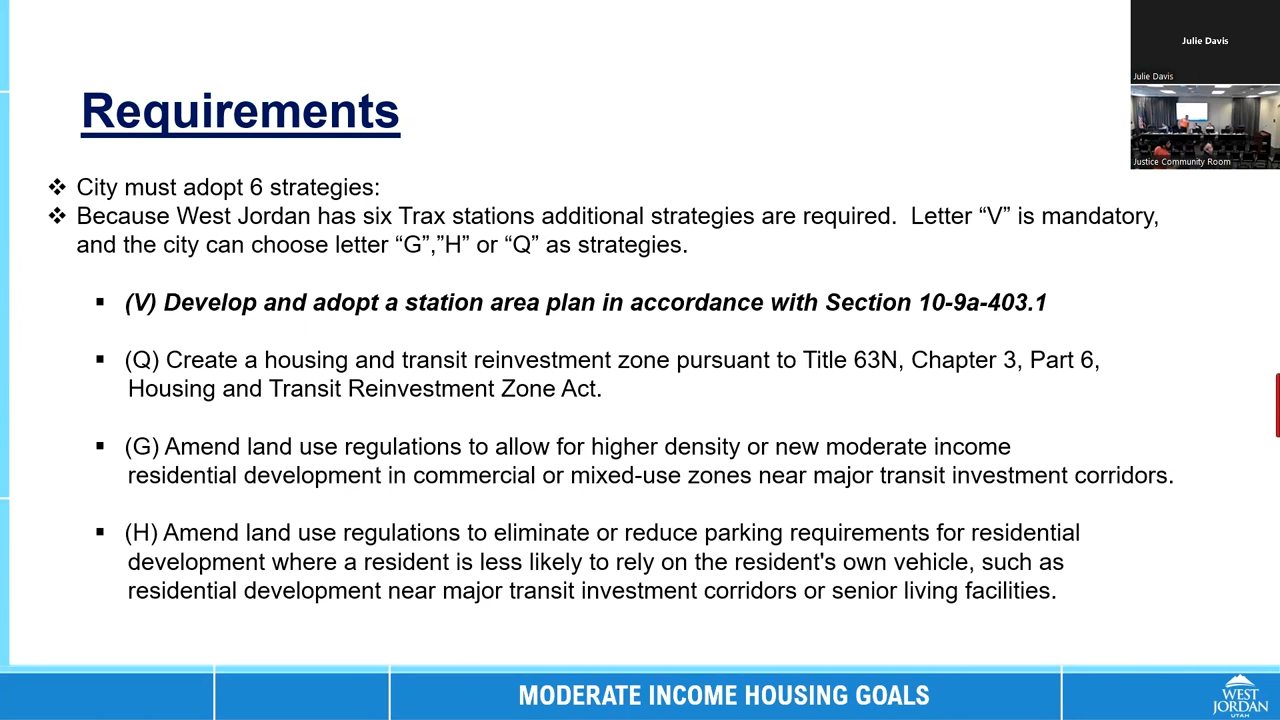 Julie Davis
Julie Davis
Justice Community Room
Requirements
❖ City must adopt 6 strategies:
❖ Because West Jordan has six Trax stations additional strategies are required.  Letter “V” is mandatory,
and the city can choose letter “G”,”H” or “Q” as strategies.
▪ (V) Develop and adopt a station area plan in accordance with Section 10-9a-403.1
▪ (Q) Create a housing and transit reinvestment zone pursuant to Title 63N, Chapter 3, Part 6,
Housing and Transit Reinvestment Zone Act.
▪ (G) Amend land use regulations to allow for higher density or new moderate income
residential development in commercial or mixed-use zones near major transit investment corridors.
▪ (H) Amend land use regulations to eliminate or reduce parking requirements for residential
development where a resident is less likely to rely on the resident's own vehicle, such as
residential development near major transit investment corridors or senior living facilities.
MODERATE INCOME HOUSING GOALS
WEST
JORDAN
UTAH